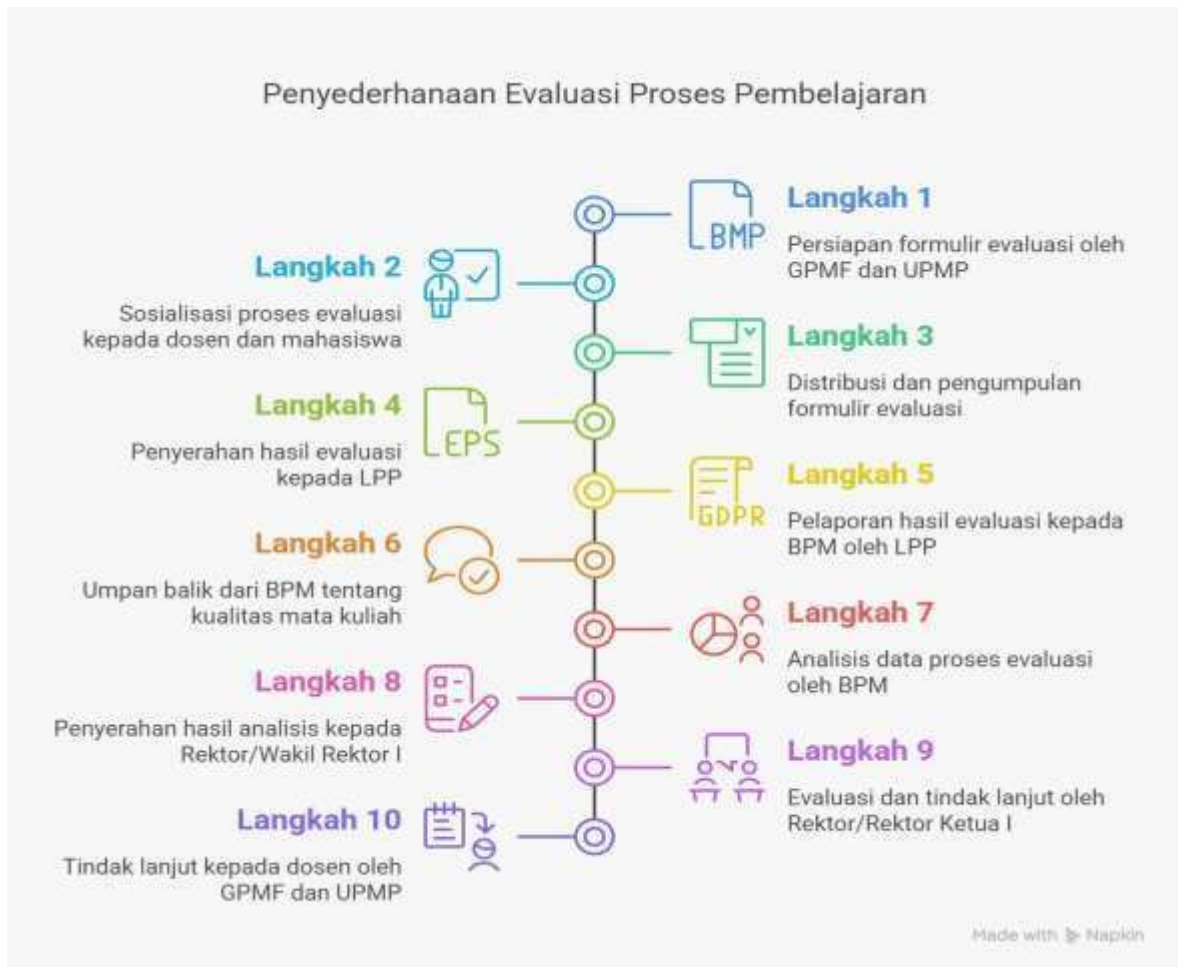 Penyederhanaan Evaluasi Proses Pembelajaran
Langkah 1
BMP
Persiapan formulir evaluasi oleh
GPMF dan UPMP
Langkah 2
Sosialisasi proses evaluasi
kepada dosen dan mahasiswa
Langkah 3
Distribusi dan pengumpulan
formulir evaluasi
Langkah 4
EPS
Penyerahan hasil evaluasi
kepada LPP
Langkah 5
GDPR
Pelaporan hasil evaluasi kepada
BPM oleh LPP
Langkah 6
Umpan balik dari BPM tentang
kualitas mata kuliah
Langkah 7
Analisis data proses evaluasi
oleh BPM
Langkah 8
Penyerahan hasil analisis kepada
Rektor/Wakil Rektor I
Langkah 9
Evaluasi dan tindak lanjut oleh
Rektor/Rektor Ketua I
Langkah 10
Tindak lanjut kepada dosen oleh
GPMF dan UPMP
Made with Napkin